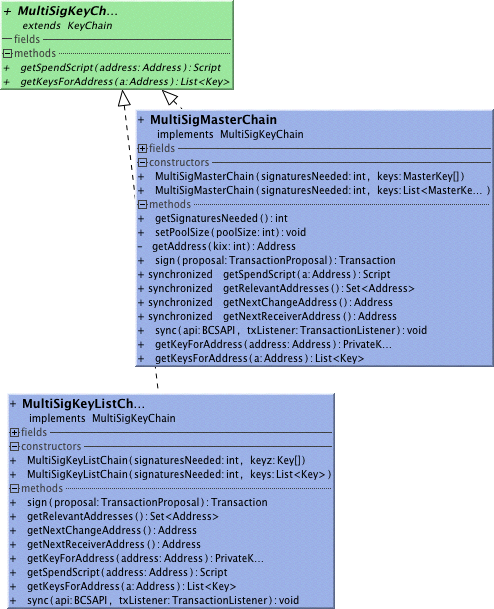 + MultiSigKeyCh...
extends KeyChain
fields
methods
+ getSpendScript(address: Address): Script
+ getKeysForAddress(a: Address): List<Key>
+ MultiSigMasterChain
implements MultiSigKeyChain
fields
constructors
+ MultiSigMasterChain(signaturesNeeded: int, keys: MasterKey[])
+ MultiSigMasterChain(signaturesNeeded: int, keys: List<MasterKe... )
methods
+ getSignaturesNeeded(): int
+ setPoolSize(poolSize: int): void
- getAddress(kix: int): Address
+ sign(proposal: TransactionProposal): Transaction
+ synchronized getSpendScript(a: Address): Script
+ synchronized getRelevantAddresses(): Set<Address>
+ synchronized getNextChangeAddress(): Address
+ synchronized getNextReceiverAddress(): Address
+ sync(api: BCSAPI, txListener: TransactionListener): void
+ getKeyForAddress(address: Address): PrivateK...
+ getKeysForAddress(a: Address): List<Key>
+ MultiSigKeyListCh...
implements MultiSigKeyChain
fields
constructors
+ MultiSigKeyListChain(signaturesNeeded: int, keyz: Key[])
+ MultiSigKeyListChain(signaturesNeeded: int, keys: List<Key>)
methods
+ sign(proposal: TransactionProposal): Transaction
+ getRelevantAddresses(): Set<Address>
+ getNextChangeAddress(): Address
+ getNextReceiverAddress(): Address
+ getKeyForAddress(address: Address): PrivateK...
+ getSpendScript(address: Address): Script
+ getKeysForAddress(a: Address): List<Key>
+ sync(api: BCSAPI, txListener: TransactionListener): void